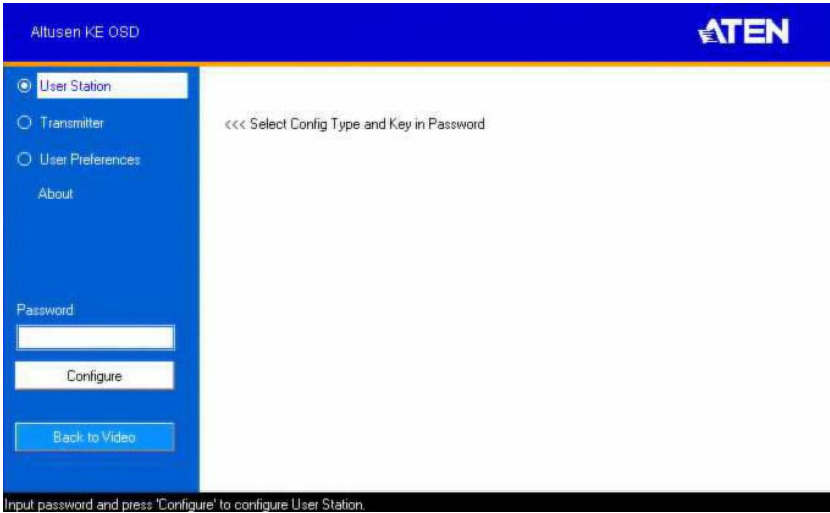 Altusen KE OSD
ATEN
User Station
Transmitter
<<< Select Config Type and Key in Password
User Preferences
About
Password
Configure
Back to Video
Input password and press 'Configure' to configure User Station.